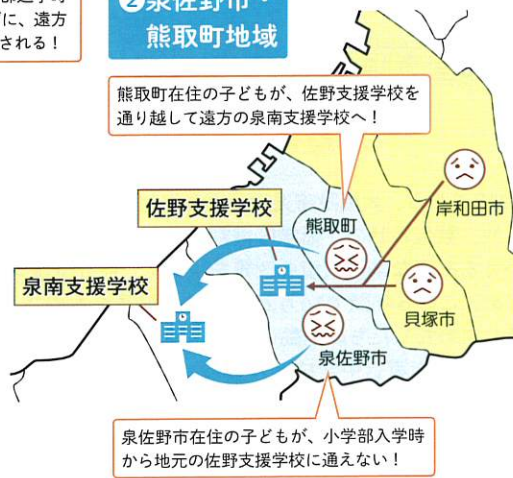 に、遠方
される！
❷泉佐野市・
熊取町地域
熊取町在住の子どもが、佐野支援学校を
通り越して遠方の泉南支援学校へ！
佐野支援学校
熊取町
岸和田市
泉南支援学校
貝塚市
泉佐野市
泉佐野市在住の子どもが、小学部入学時
から地元の佐野支援学校に通えない！